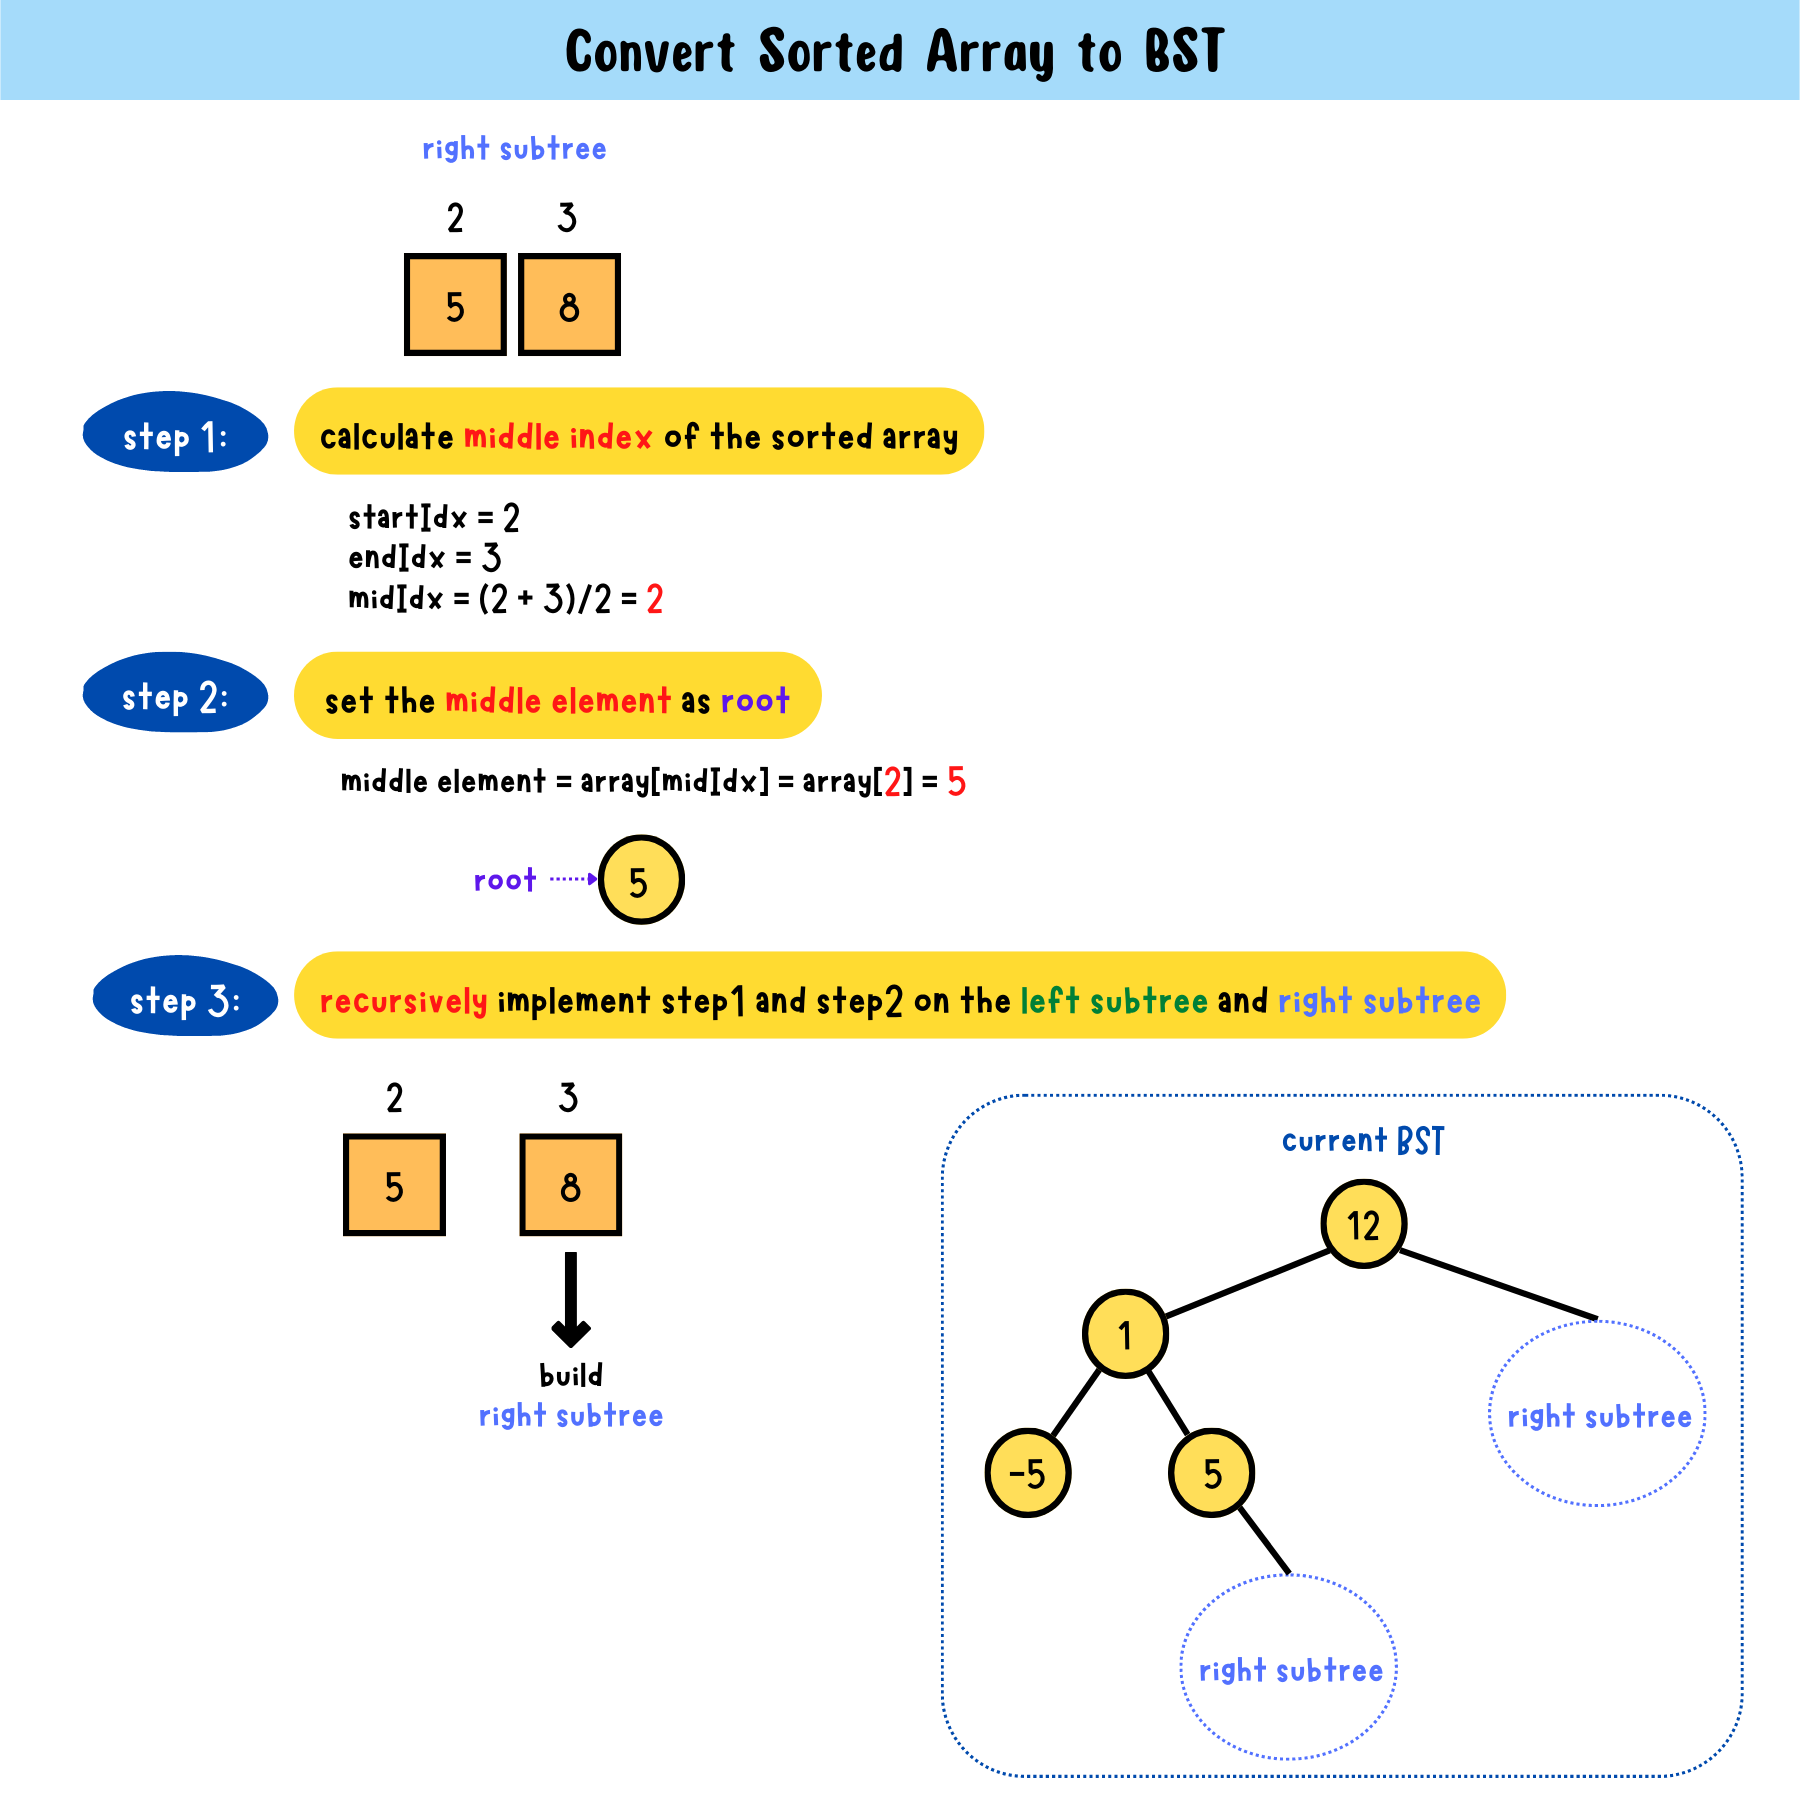 Convert Sorted Array to BST
right subtree
2 3
5 8
step 1: calculate middle index of the sorted array
startIdx = 2
endIdx = 3
midIdx = (2 + 3)/2 = 2
step 2: set the middle element as root
middle element = array[midIdx] = array[2] = 5
root 5
step 3: recursively implement step1 and step2 on the left subtree and right subtree
2 3
5 8
build
right subtree
current BST
12
1
right subtree
-5 5
right subtree